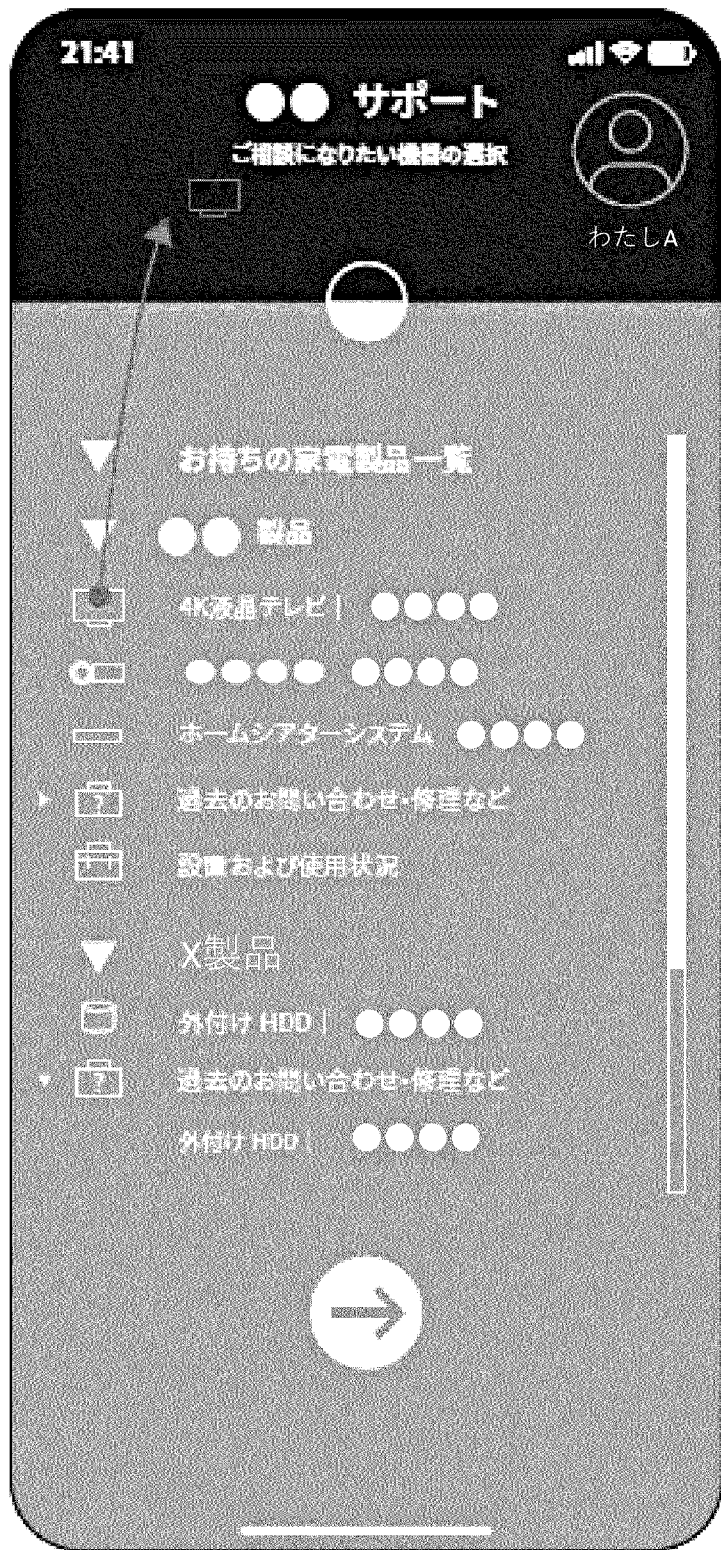 21:41
●● サポート
ご相談になりたい機器の選択
わたしA
お持ちの家電製品一覧
●● 製品
4K液晶テレビ | ●●●●
●●●● ●●●●
ホームシアターシステム ●●●●
過去のお問い合わせ・修理など
設置および使用状況
X製品
外付け HDD | ●●●●
過去のお問い合わせ・修理など
外付け HDD | ●●●●